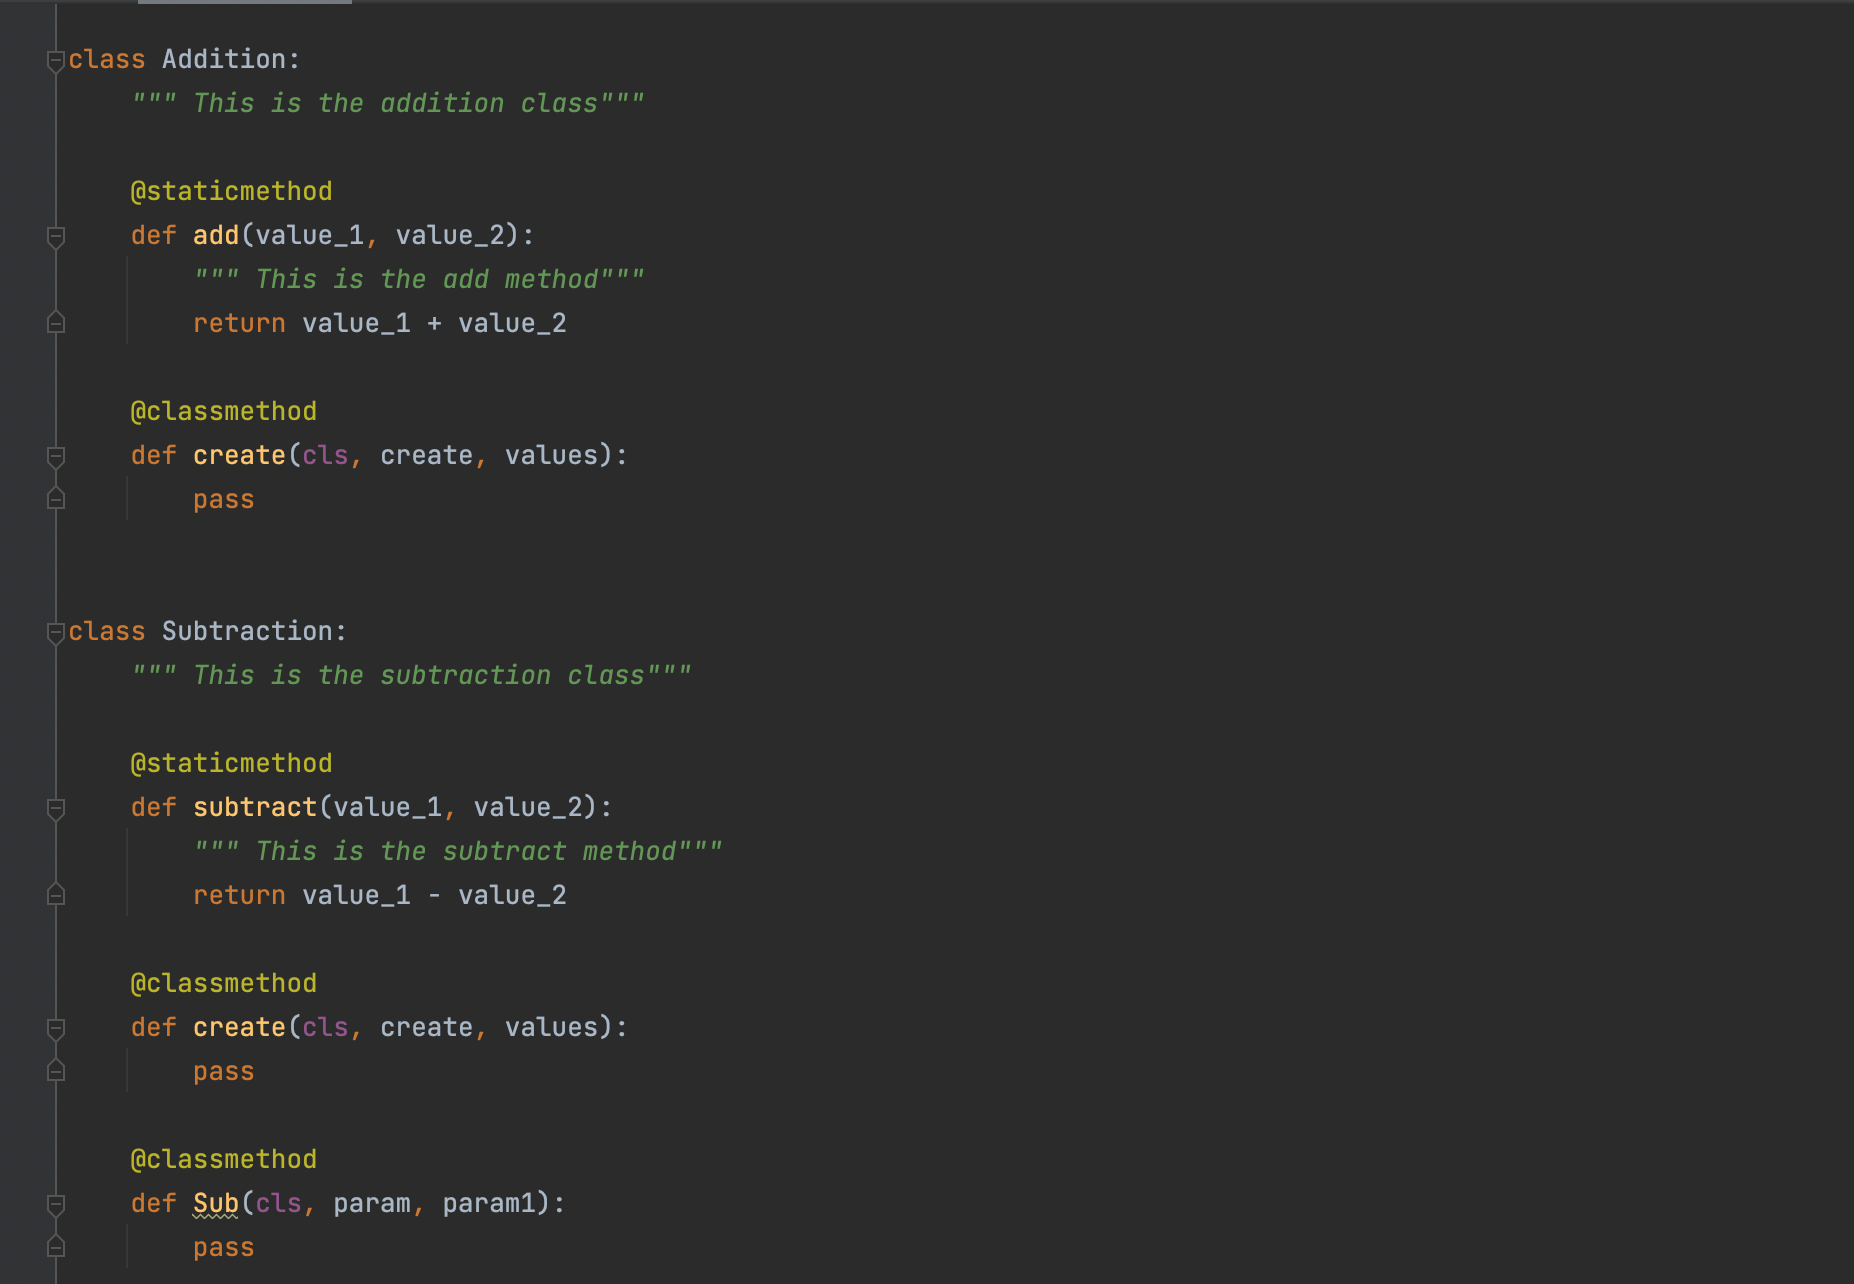 class Addition:
    """ This is the addition class"""
    @staticmethod
    def add(value_1, value_2):
        """ This is the add method"""
        return value_1 + value_2
    @classmethod
    def create(cls, create, values):
        pass
class Subtraction:
    """ This is the subtraction class"""
    @staticmethod
    def subtract(value_1, value_2):
        """ This is the subtract method"""
        return value_1 - value_2
    @classmethod
    def create(cls, create, values):
        pass
    @classmethod
    def Sub(cls, param, param1):
        pass